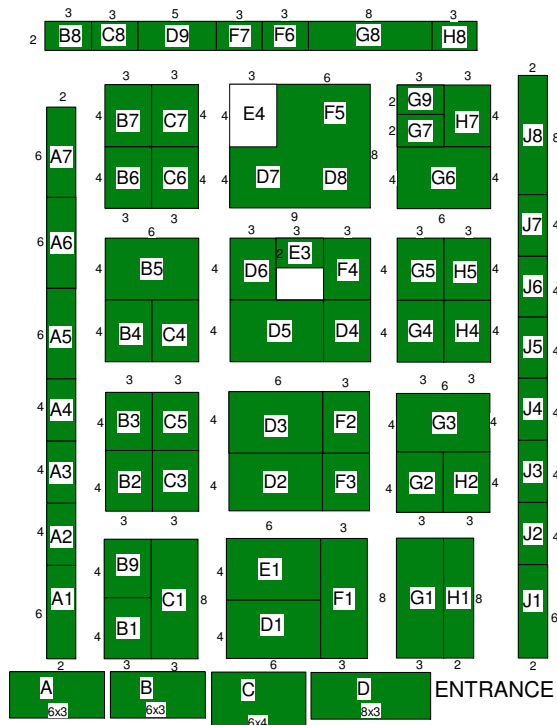 3 3 5 3 3 8 3
2 B8 C8 D9 F7 F6 G8 H8
2 3 3 3 6 3 3 2
4 B7 C7 4 4 E4 F5 2 G9 H7 4 J8 8
2 G7
6 A7
4 B6 C6 4 4 D7 D8 8 4 G6 4
3 3 9 6
6 3 3 3 3 3
6 A6 4 B5 4 D6 2 E3 F4 4 G5 H5 4 J7 4
J6 4
6 A5 4 B4 C4 4 D5 D4 4 G4 H4 4 J5 4
3 3 6 3 3 6 3
4 A4 4 B3 C5 4 D3 F2 4 G3 4 J4 4
4 A3 4 B2 C3 4 D2 F3 4 G2 H2 4 J3 4
3 3 6 3 3 3
4 A2 4 B9 4 E1 J2 4
6 A1 4 B1 C1 8 4 D1 F1 8 G1 H1 8 J1 6
2 3 3 6 3 3 2 2
A B C D ENTRANCE
6x3 6x3 6x4 8x3